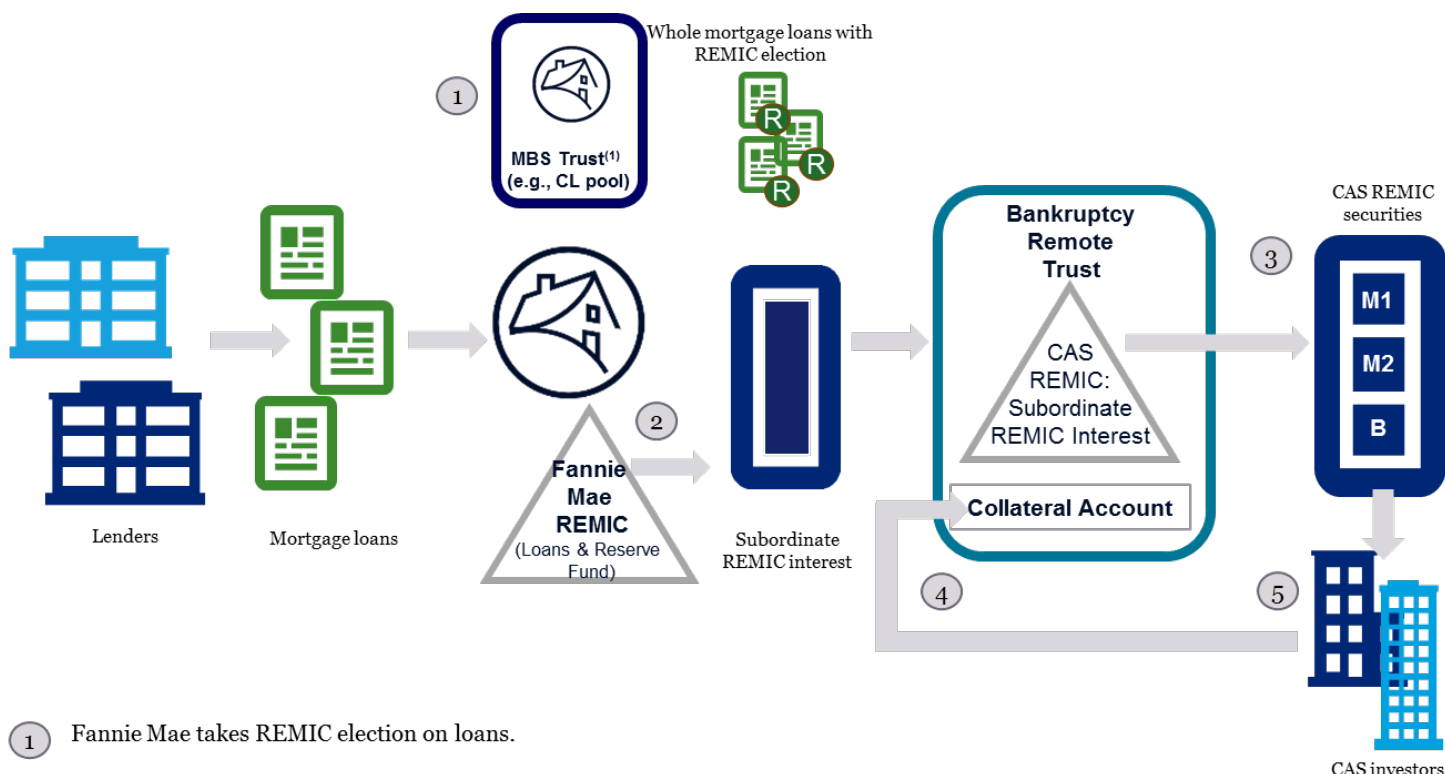 Whole mortgage loans with
REMIC election
1
R
R
R
MBS Trust(1)
(e.g., CL pool)
CAS REMIC
securities
Bankruptcy
Remote
Trust
3
M1
M2
B
CAS
REMIC:
Subordinate
REMIC Interest
2
Fannie
Mae
REMIC
(Loans & Reserve
Fund)
Collateral Account
Lenders
Mortgage loans
Subordinate
REMIC interest
4
5
1 Fannie Mae takes REMIC election on loans.
CAS investors